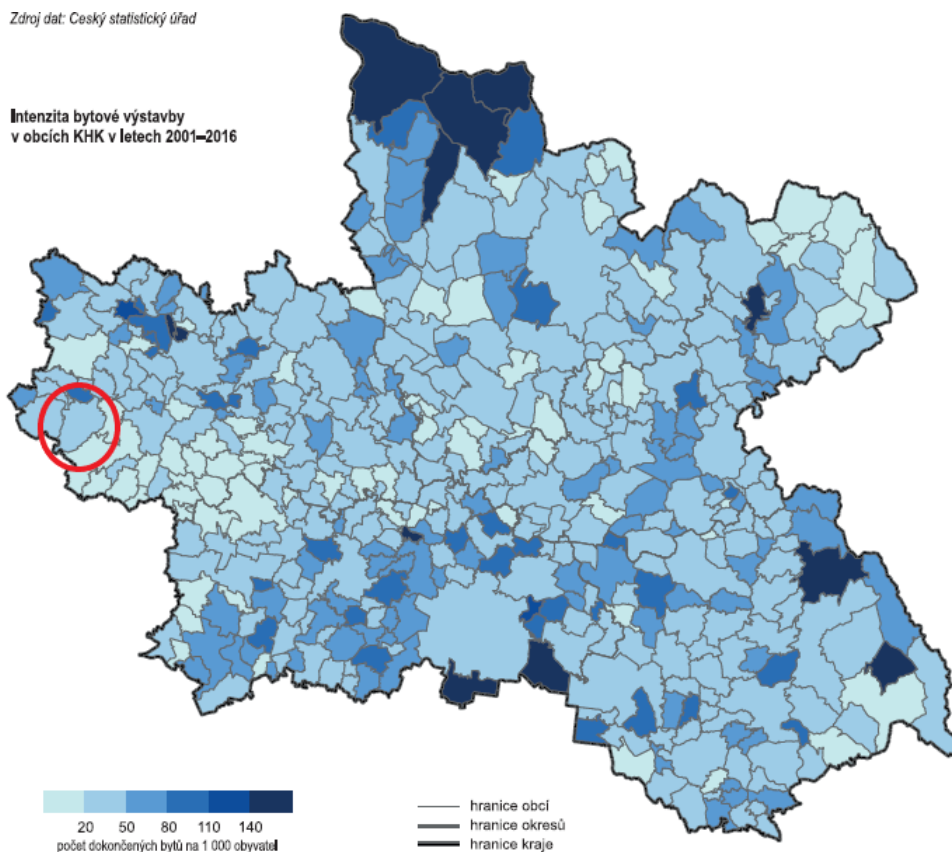 Zdroj dat: Ceský statistický úřad
Intenzita bytové výstavby
v obcích KHK v letech 2001–2016
20 50 80 110 140
počet dokončených bytů na 1 000 obyvatel
hranice obcí
hranice okresů
hranice kraje